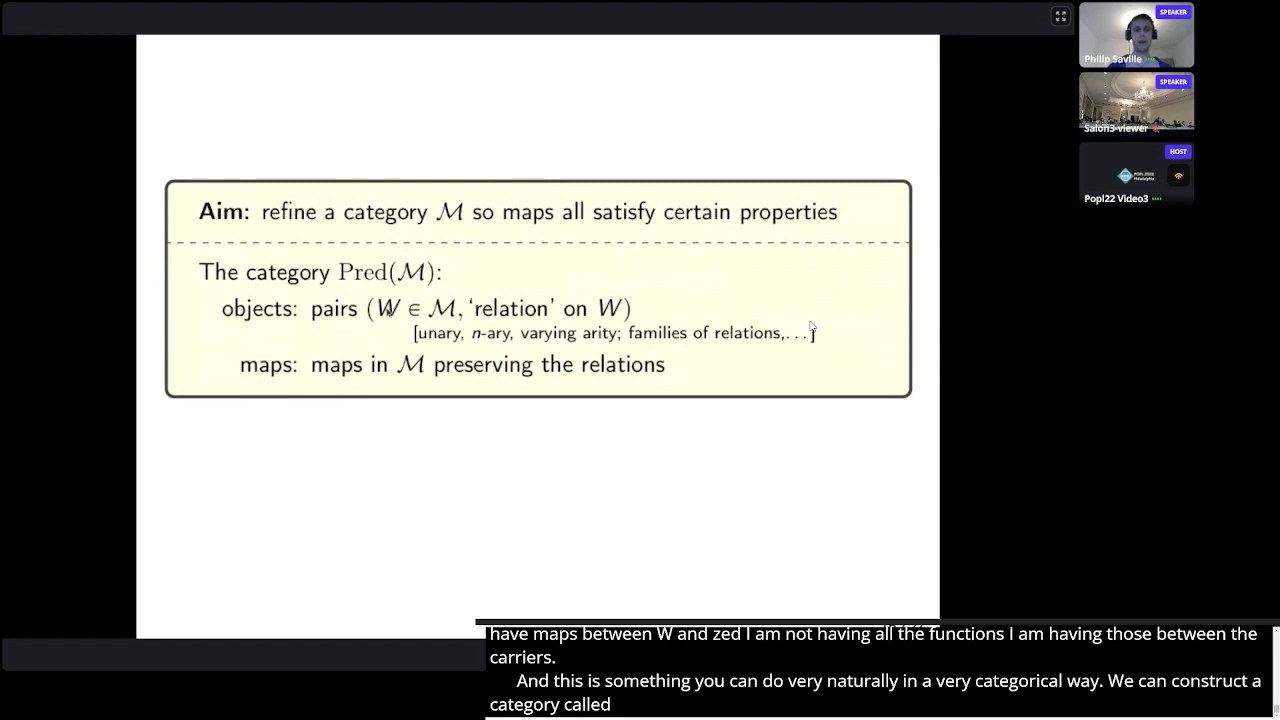 SPEAKER
Philip Saville
SPEAKER
Salon3-viewer
HOST
POPL 2022
Philadelphia
Popl22 Video3
Aim: refine a category ℳ so maps all satisfy certain properties
The category Pred(ℳ):
objects: pairs (W ∈ ℳ, ‘relation’ on W)
[unary, n-ary, varying arity; families of relations,...]
maps: maps in ℳ preserving the relations
have maps between W and zed I am not having all the functions I am having those between the
carriers.
And this is something you can do very naturally in a very categorical way. We can construct a
category called